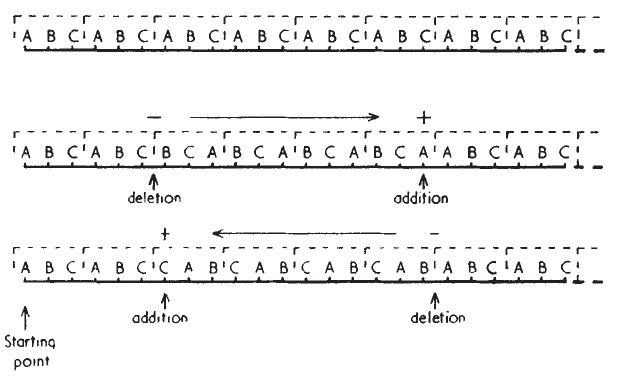 A B C A B C A B C A B C A B C A B C A B C A B C
− +
A B C A B C B C A B C A B C A B C A A B C A B C
deletion addition
+ −
A B C A B C C A B C A B C A B C A B A B C A B C
addition deletion
Starting
point